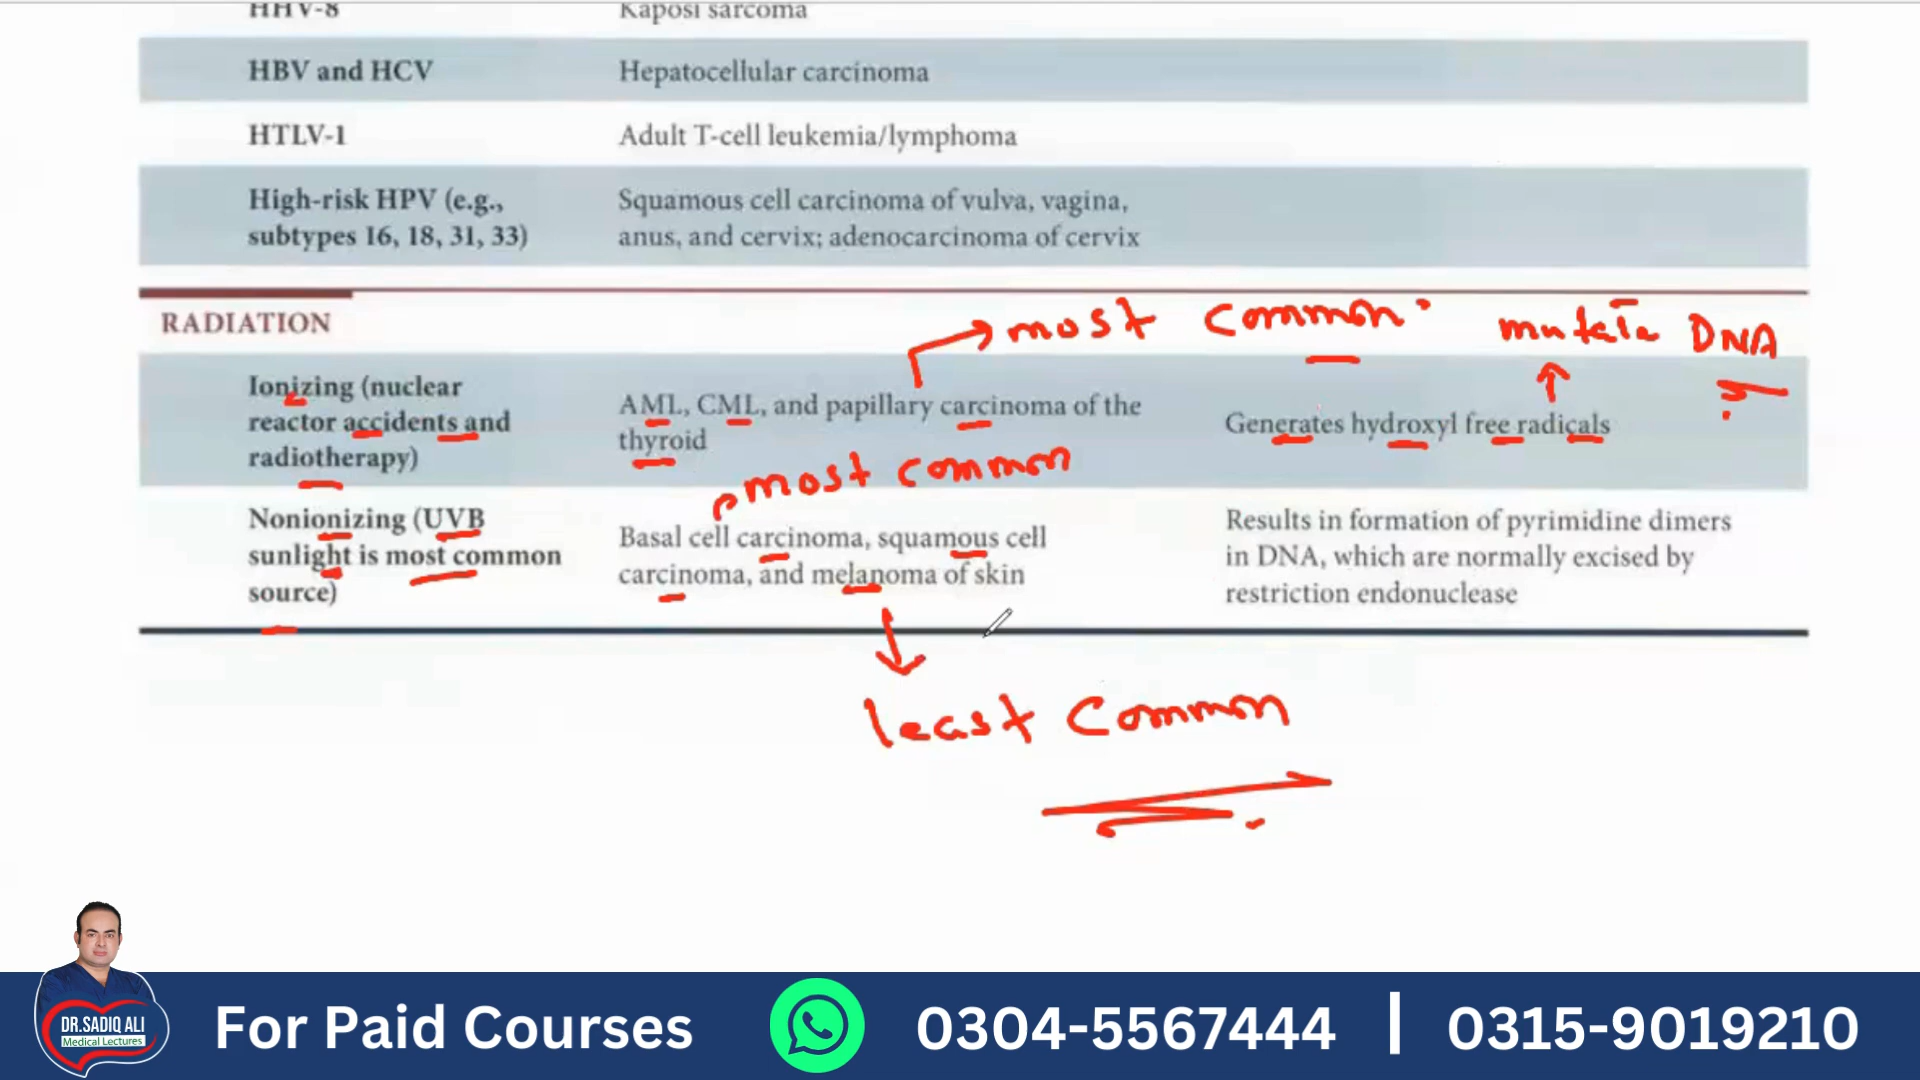 HHV-8 Kaposi sarcoma
HBV and HCV Hepatocellular carcinoma
HTLV-1 Adult T-cell leukemia/lymphoma
High-risk HPV (e.g., Squamous cell carcinoma of vulva, vagina,
subtypes 16, 18, 31, 33) anus, and cervix; adenocarcinoma of cervix
RADIATION
most common
mutate DNA
Ionizing (nuclear
reactor accidents and
radiotherapy)
AML, CML, and papillary carcinoma of the
thyroid
Generates hydroxyl free radicals
most common
Nonionizing (UVB
sunlight is most common
source)
Basal cell carcinoma, squamous cell
carcinoma, and melanoma of skin
Results in formation of pyrimidine dimers
in DNA, which are normally excised by
restriction endonuclease
least common
DR.SADIQ ALI
Medical Lectures
For Paid Courses 0304-5567444 | 0315-9019210